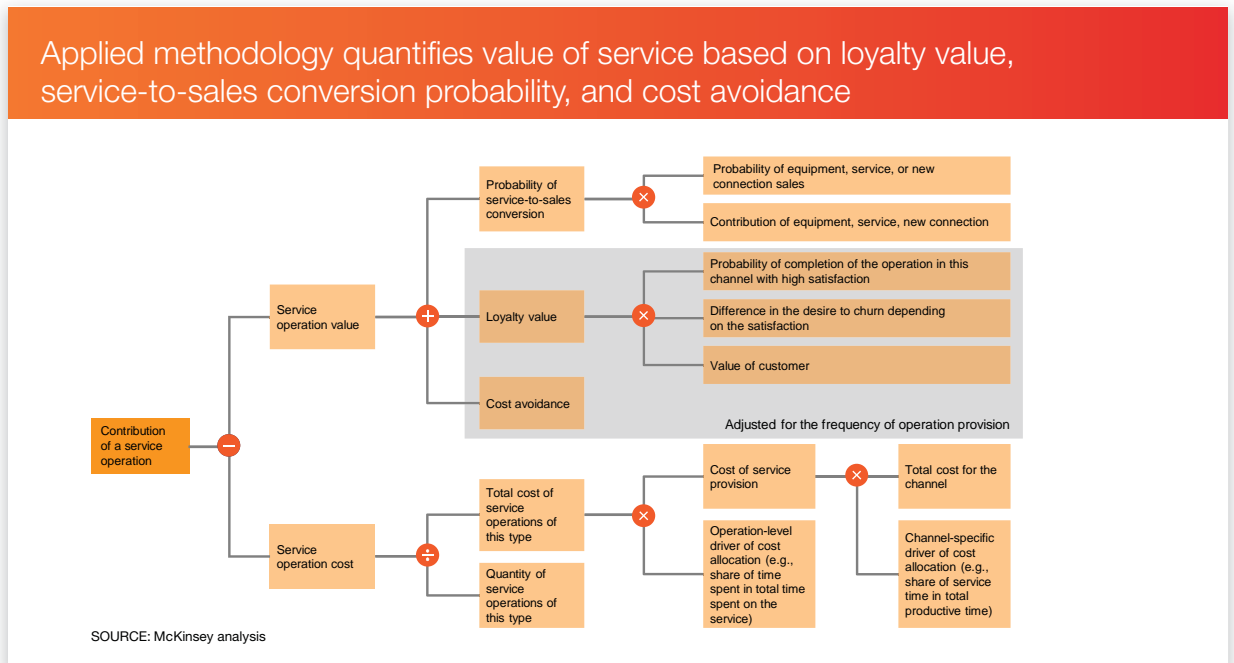 Applied methodology quantifies value of service based on loyalty value,
service-to-sales conversion probability, and cost avoidance
Contribution
of a service
operation
−
Service
operation value
+
Probability of
service-to-sales
conversion
×
Probability of equipment, service, or new
connection sales
Contribution of equipment, service, new connection
Loyalty value
×
Probability of completion of the operation in this
channel with high satisfaction
Difference in the desire to churn depending
on the satisfaction
Value of customer
Cost avoidance
Adjusted for the frequency of operation provision
Service
operation cost
÷
Total cost of
service
operations of
this type
×
Cost of service
provision
×
Total cost for the
channel
Channel-specific
driver of cost
allocation (e.g.,
share of service
time in total
productive time)
Operation-level
driver of cost
allocation (e.g.,
share of time
spent in total time
spent on the
service)
Quantity of
service
operations of
this type
SOURCE: McKinsey analysis